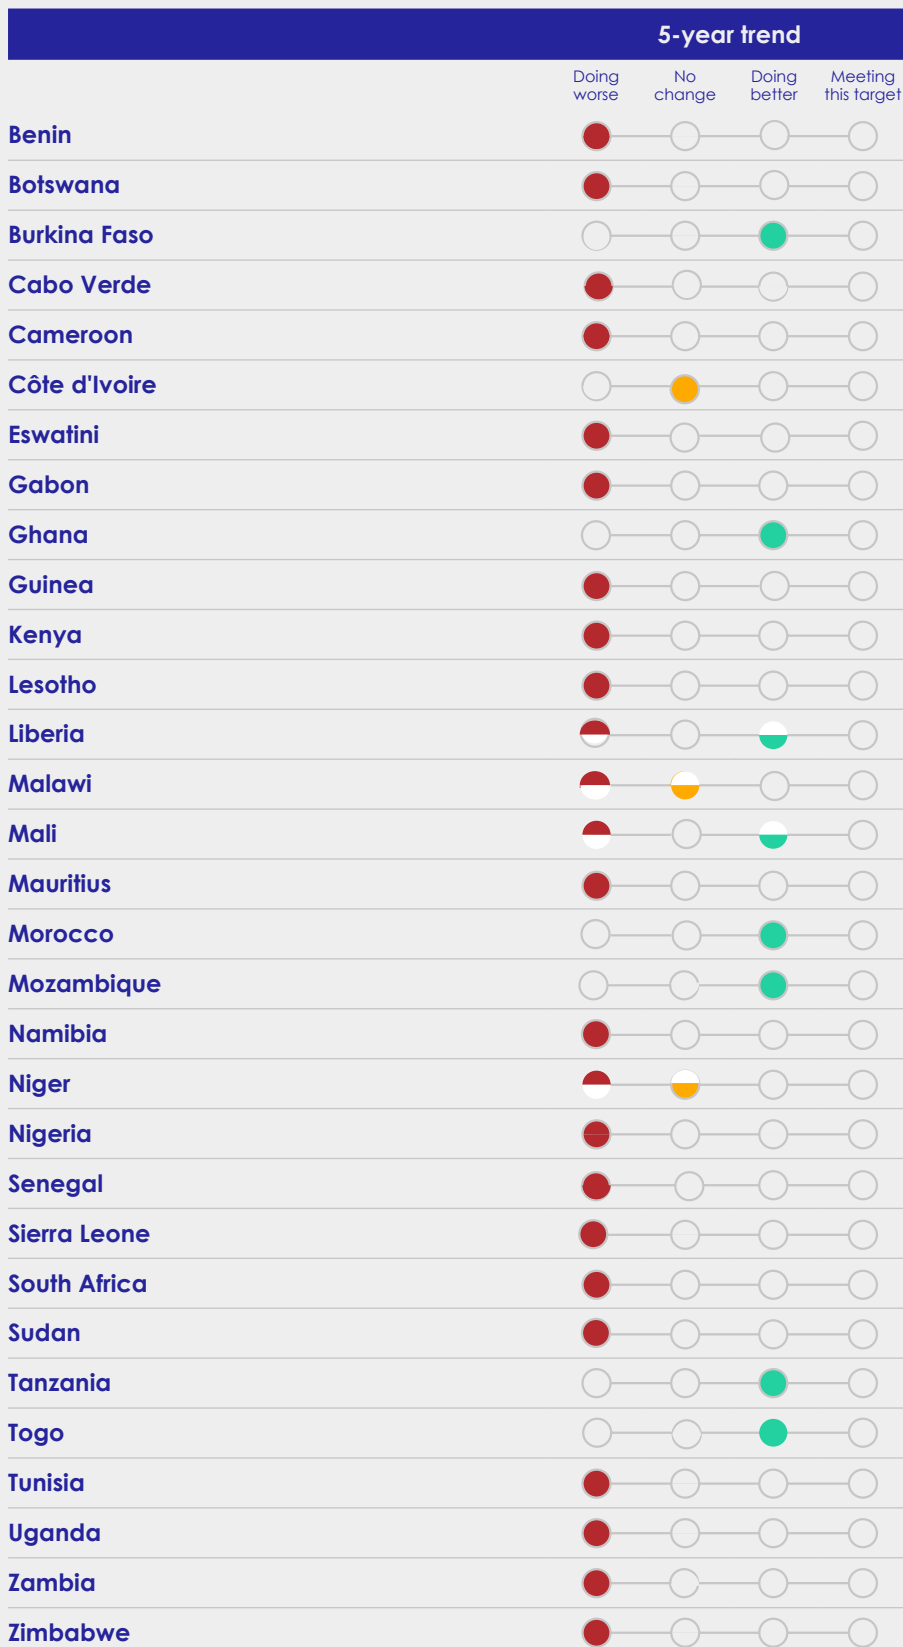 5-year trend
Doing worse
No change
Doing better
Meeting this target
Benin
Botswana
Burkina Faso
Cabo Verde
Cameroon
Côte d'Ivoire
Eswatini
Gabon
Ghana
Guinea
Kenya
Lesotho
Liberia
Malawi
Mali
Mauritius
Morocco
Mozambique
Namibia
Niger
Nigeria
Senegal
Sierra Leone
South Africa
Sudan
Tanzania
Togo
Tunisia
Uganda
Zambia
Zimbabwe